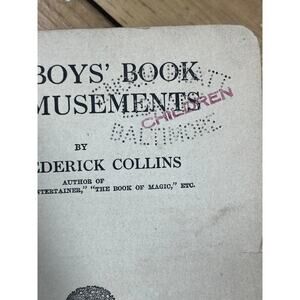 BOYS' BOOK
MUSEMENTS
CHILDREN
BALTIMORE
BY
EDERICK COLLINS
AUTHOR OF
NTERTAINER," "THE BOOK OF MAGIC," ETC.